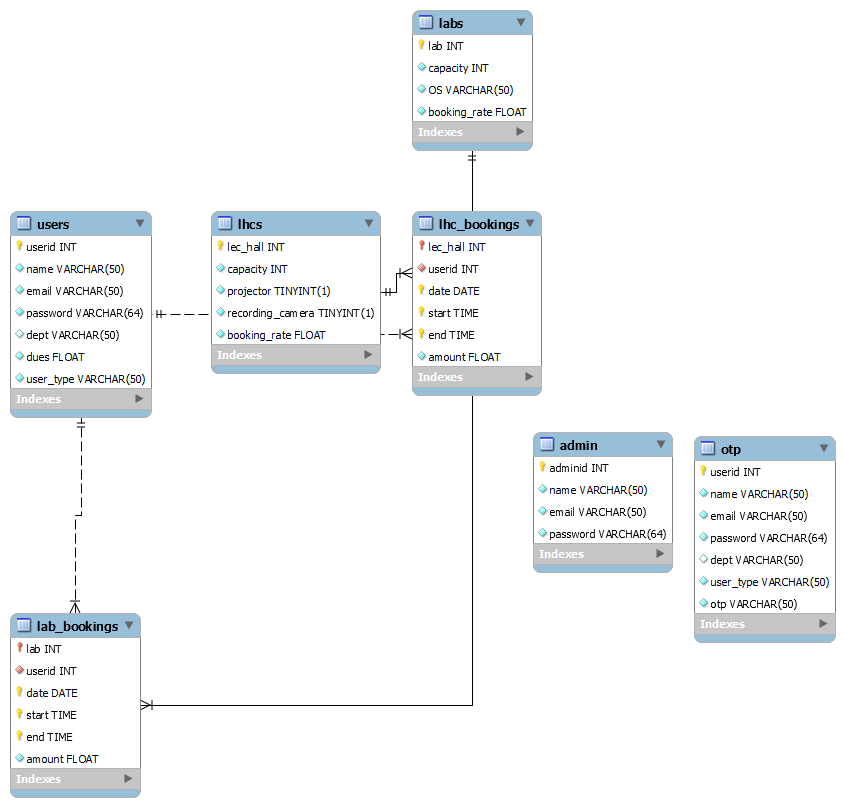 labs
lab INT
capacity INT
OS VARCHAR(50)
booking_rate FLOAT
Indexes
users
userid INT
name VARCHAR(50)
email VARCHAR(50)
password VARCHAR(64)
dept VARCHAR(50)
dues FLOAT
user_type VARCHAR(50)
Indexes
lhcs
lec_hall INT
capacity INT
projector TINYINT(1)
recording_camera TINYINT(1)
booking_rate FLOAT
Indexes
lhc_bookings
lec_hall INT
userid INT
date DATE
start TIME
end TIME
amount FLOAT
Indexes
admin
adminid INT
name VARCHAR(50)
email VARCHAR(50)
password VARCHAR(64)
Indexes
otp
userid INT
name VARCHAR(50)
email VARCHAR(50)
password VARCHAR(64)
dept VARCHAR(50)
user_type VARCHAR(50)
otp VARCHAR(50)
Indexes
lab_bookings
lab INT
userid INT
date DATE
start TIME
end TIME
amount FLOAT
Indexes